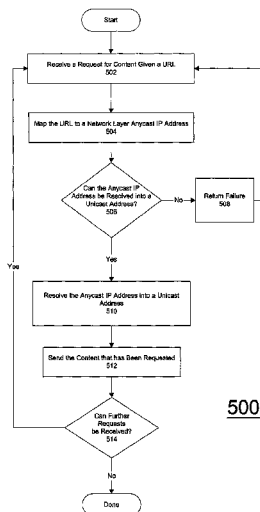 Start
Receive a Request for Content Given a URL
502
Map the URL to a Network Layer Anycast IP Address
504
Can the Anycast IP
Address be Resolved into a
Unicast Address?
506
No
Return Failure
508
Yes
Yes
Resolve the Anycast IP Address into a Unicast
Address
510
Send the Content that has Been Requested
512
Can Further
Requests
be Received?
514
500
No
Done